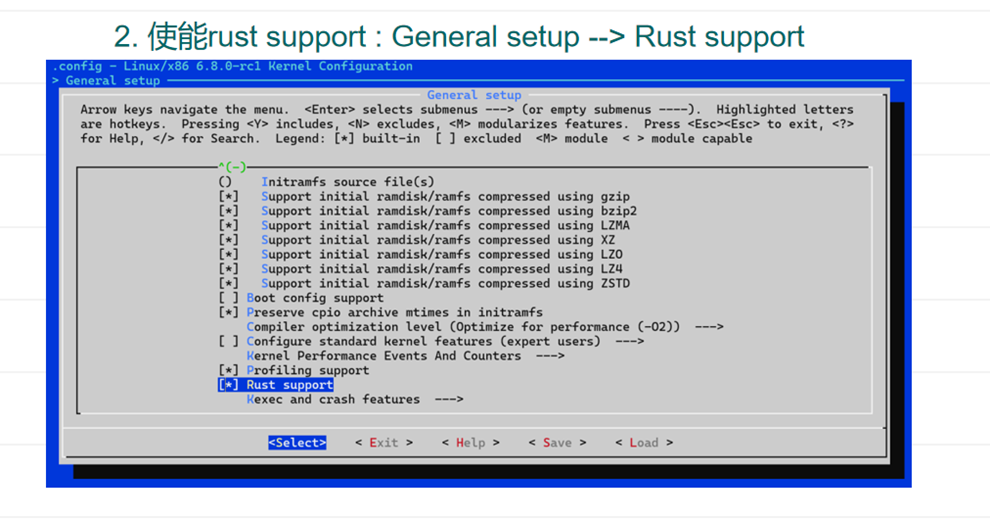 2. 使能rust support : General setup --> Rust support
.config - Linux/x86 6.8.0-rc1 Kernel Configuration
> General setup
General setup
Arrow keys navigate the menu.  <Enter> selects submenus ---> (or empty submenus ----).  Highlighted letters
are hotkeys.  Pressing <Y> includes, <N> excludes, <M> modularizes features.  Press <Esc><Esc> to exit, <?>
for Help, </> for Search.  Legend: [*] built-in  [ ] excluded  <M> module  < > module capable
^(-)
()    Initramfs source file(s)
[*]   Support initial ramdisk/ramfs compressed using gzip
[*]   Support initial ramdisk/ramfs compressed using bzip2
[*]   Support initial ramdisk/ramfs compressed using LZMA
[*]   Support initial ramdisk/ramfs compressed using XZ
[*]   Support initial ramdisk/ramfs compressed using LZO
[*]   Support initial ramdisk/ramfs compressed using LZ4
[*]   Support initial ramdisk/ramfs compressed using ZSTD
[ ] Boot config support
[*] Preserve cpio archive mtimes in initramfs
Compiler optimization level (Optimize for performance (-O2))  --->
[ ] Configure standard kernel features (expert users)  --->
Kernel Performance Events And Counters  --->
[*] Profiling support
[*] Rust support
Kexec and crash features  --->
<Select>    < Exit >    < Help >    < Save >    < Load >